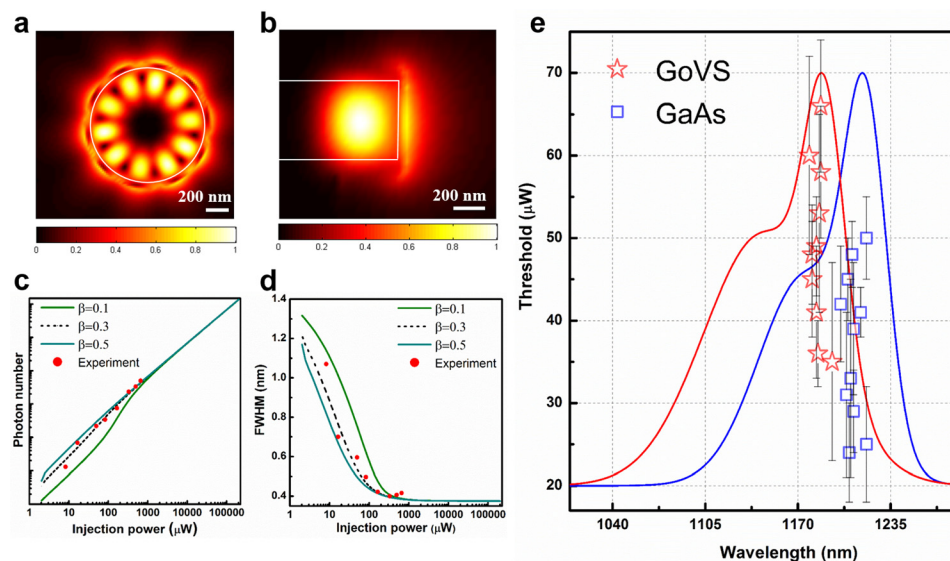 a
b
e
200 nm
200 nm
0 0.2 0.4 0.6 0.8 1
0 0.2 0.4 0.6 0.8 1
c
d
Photon number
β=0.1
β=0.3
β=0.5
Experiment
1 10 100 1000 10000 100000
Injection power (μW)
FWHM (nm)
1.4
1.2
1.0
0.8
0.6
0.4
β=0.1
β=0.3
β=0.5
Experiment
1 10 100 1000 10000 100000
Injection power (μW)
Threshold (μW)
70
60
50
40
30
20
GoVS
GaAs
1040 1105 1170 1235
Wavelength (nm)